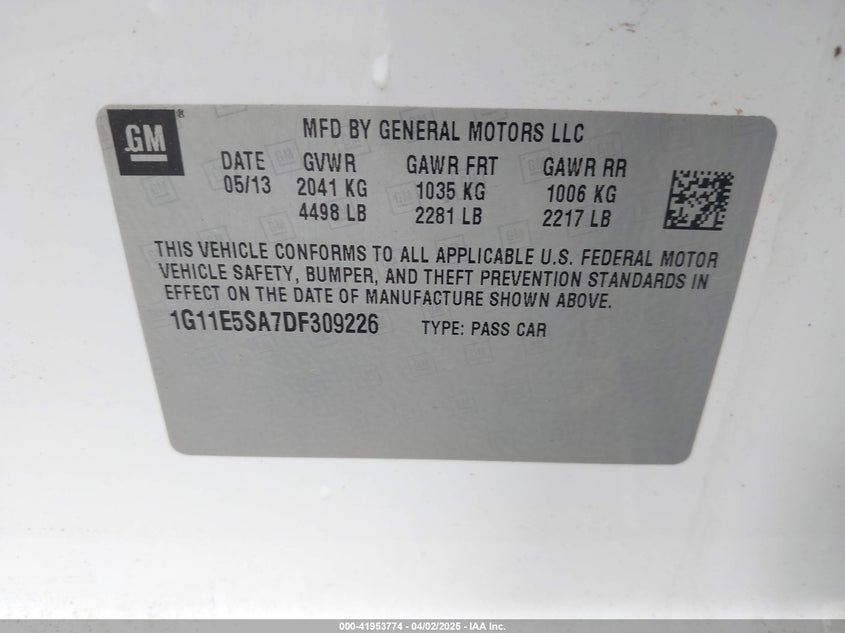 GM ®
MFD BY GENERAL MOTORS LLC
DATE GVWR GAWR FRT GAWR RR
05/13 2041 KG 1035 KG 1006 KG
4498 LB 2281 LB 2217 LB
THIS VEHICLE CONFORMS TO ALL APPLICABLE U.S. FEDERAL MOTOR
VEHICLE SAFETY, BUMPER, AND THEFT PREVENTION STANDARDS IN
EFFECT ON THE DATE OF MANUFACTURE SHOWN ABOVE.
1G11E5SA7DF309226 TYPE: PASS CAR
000-41953774 - 04/02/2025 - IAA Inc.